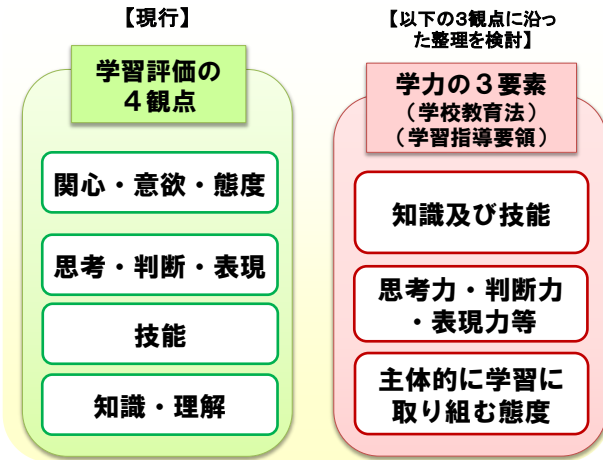 【現行】
学習評価の
４観点
関心・意欲・態度
思考・判断・表現
技能
知識・理解
【以下の3観点に沿っ
た整理を検討】
学力の３要素
（学校教育法）
（学習指導要領）
知識及び技能
思考力・判断力
・表現力等
主体的に学習に
取り組む態度